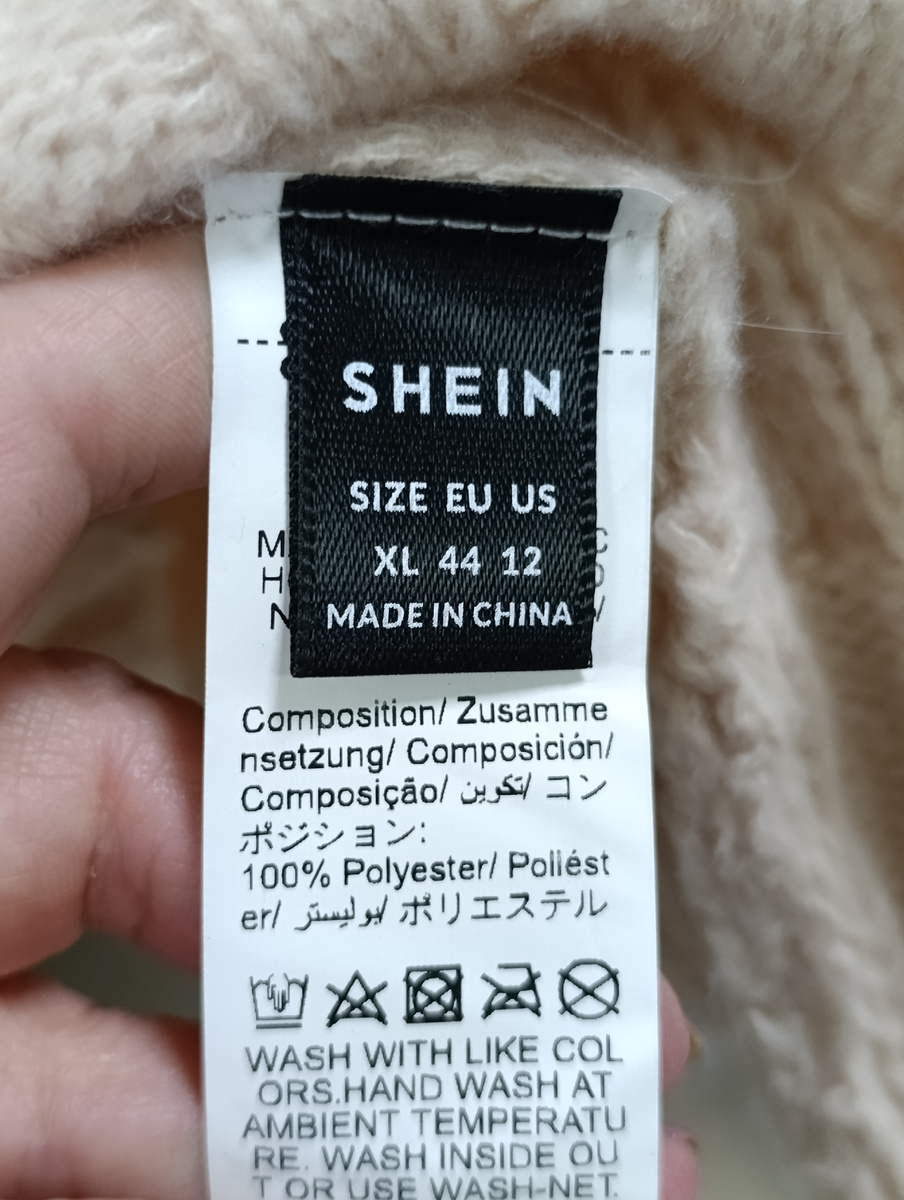 SHEIN
SIZE EU US
XL 44 12
MADE IN CHINA
Composition/ Zusamme
nsetzung/ Composición/
Composição/ تكوين/ コン
ポジション:
100% Polyester/ Poliést
er/ بوليستر/ ポリエステル
WASH WITH LIKE COL
ORS.HAND WASH AT
AMBIENT TEMPERATU
RE. WASH INSIDE OU
T OR USE WASH-NET.